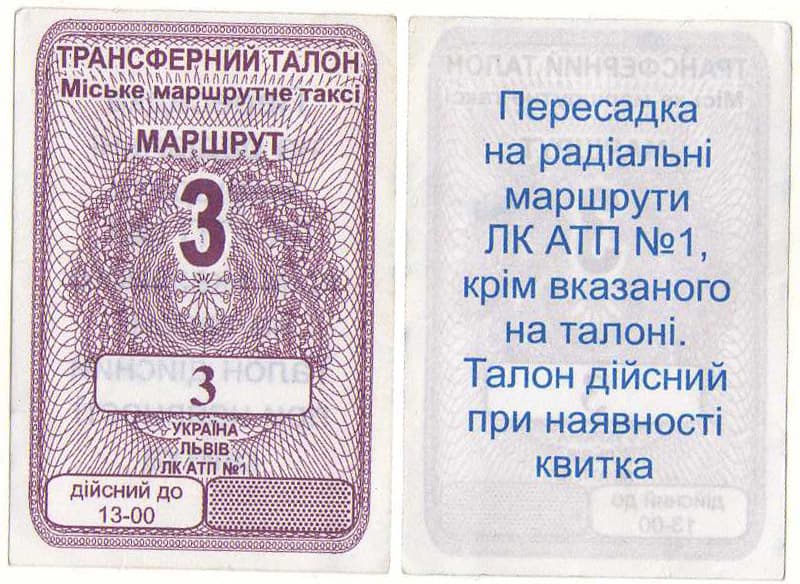 ТРАНСФЕРНИЙ ТАЛОН
Міське маршрутне таксі
МАРШРУТ
3
3
УКРАЇНА
ЛЬВІВ
ЛК АТП №1
дійсний до
13-00
Пересадка
на радіальні
маршрути
ЛК АТП №1,
крім вказаного
на талоні.
Талон дійсний
при наявності
квитка